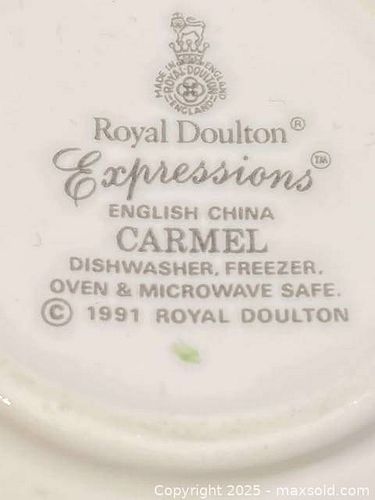 MADE IN ENGLAND
ROYAL·DOULTON
ENGLAND
Royal Doulton®
Expressions™
ENGLISH CHINA
CARMEL
DISHWASHER, FREEZER,
OVEN & MICROWAVE SAFE.
© 1991 ROYAL DOULTON
Copyright 2025 - maxsold.com